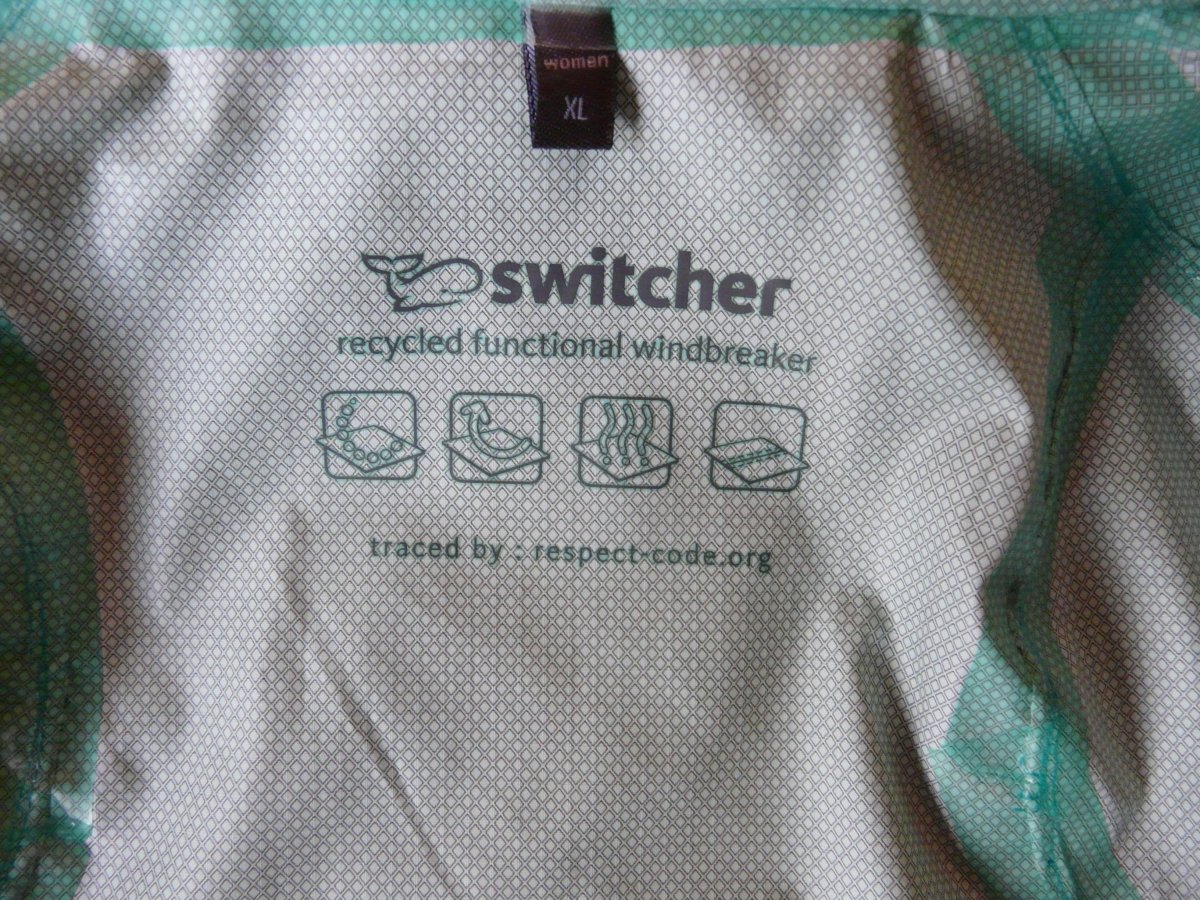 women
XL
switcher
recycled functional windbreaker
traced by : respect-code.org